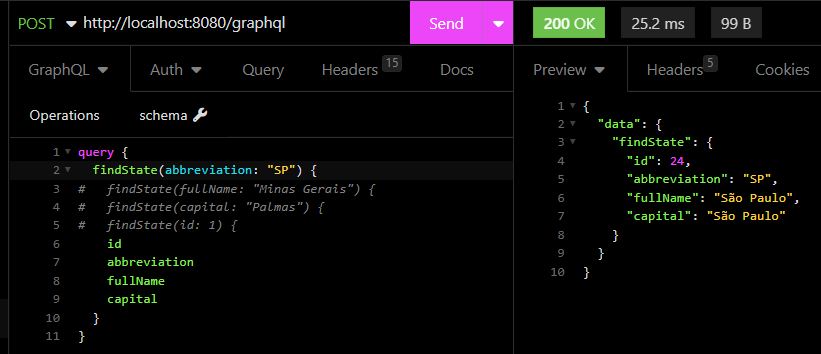 POST http://localhost:8080/graphql Send 200 OK 25.2 ms 99 B
GraphQL Auth Query Headers 15 Docs
Preview Headers 5 Cookies
Operations schema
1 query {
2 findState(abbreviation: "SP") {
3 # findState(fullName: "Minas Gerais") {
4 # findState(capital: "Palmas") {
5 # findState(id: 1) {
6 id
7 abbreviation
8 fullName
9 capital
10 }
11 }
1 {
2 "data": {
3 "findState": {
4 "id": 24,
5 "abbreviation": "SP",
6 "fullName": "São Paulo",
7 "capital": "São Paulo"
8 }
9 }
10 }